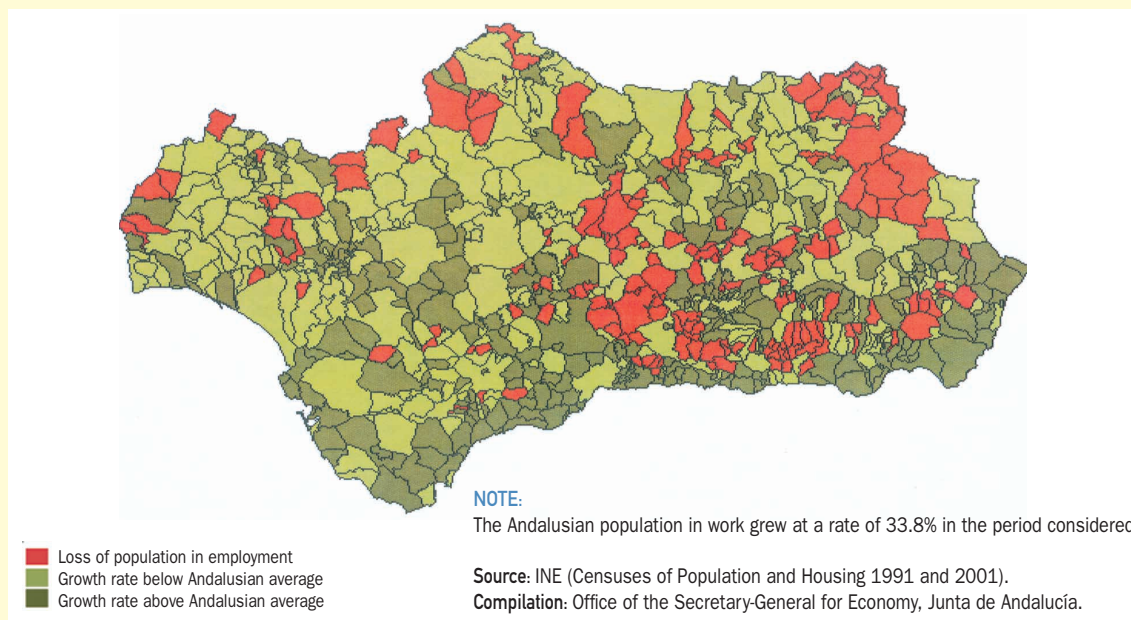 NOTE:
The Andalusian population in work grew at a rate of 33.8% in the period considered
Loss of population in employment
Growth rate below Andalusian average
Growth rate above Andalusian average
Source: INE (Censuses of Population and Housing 1991 and 2001).
Compilation: Office of the Secretary-General for Economy, Junta de Andalucía.